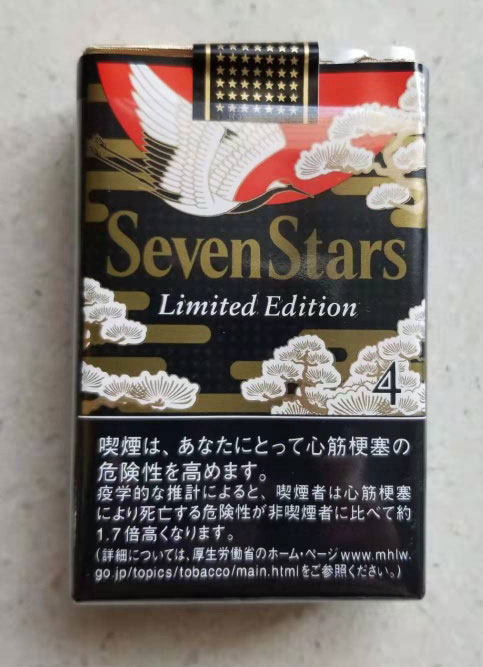 Seven Stars
Limited Edition
4
喫煙は、あなたにとって心筋梗塞の
危険性を高めます。
疫学的な推計によると、喫煙者は心筋梗塞
により死亡する危険性が非喫煙者に比べて約
1.7倍高くなります。
(詳細については、厚生労働省のホーム・ページwww.mhlw.
go.jp/topics/tobacco/main.htmlをご参照ください。)